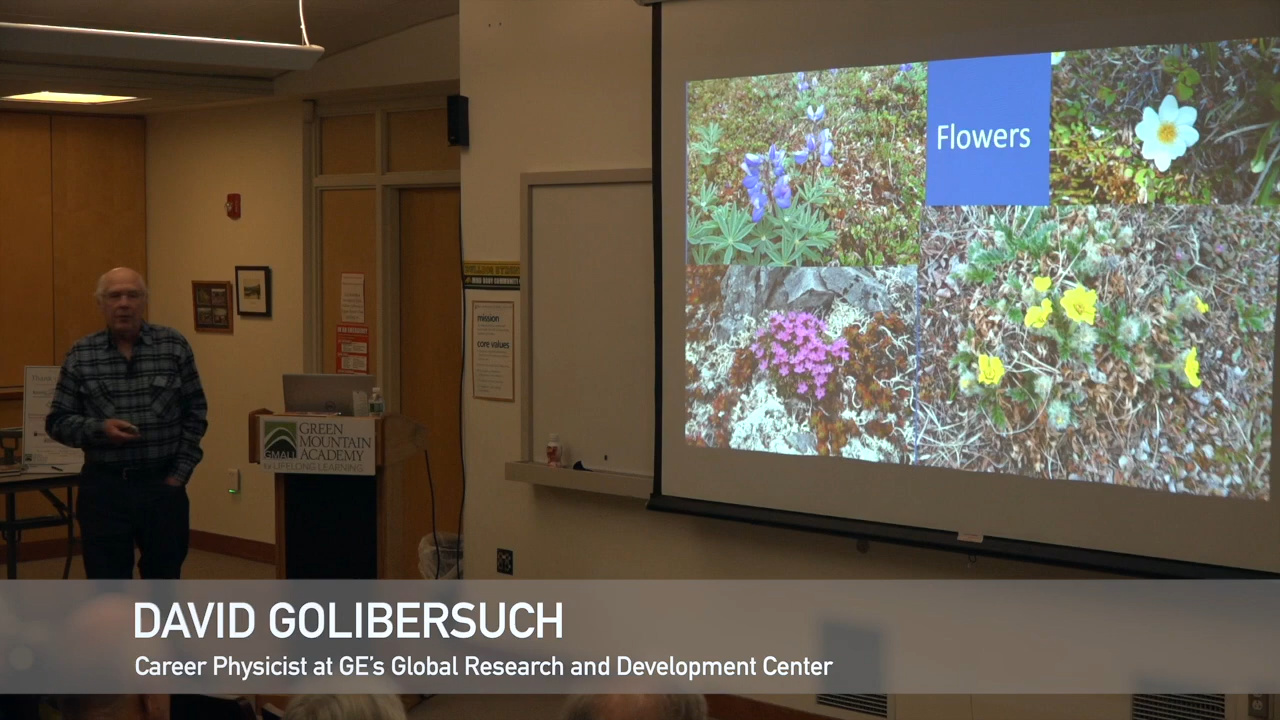 Flowers
mission
core values
GREEN
MOUNTAIN
GMALL ACADEMY
for LIFELONG LEARNING
DAVID GOLIBERSUCH
Career Physicist at GE's Global Research and Development Center